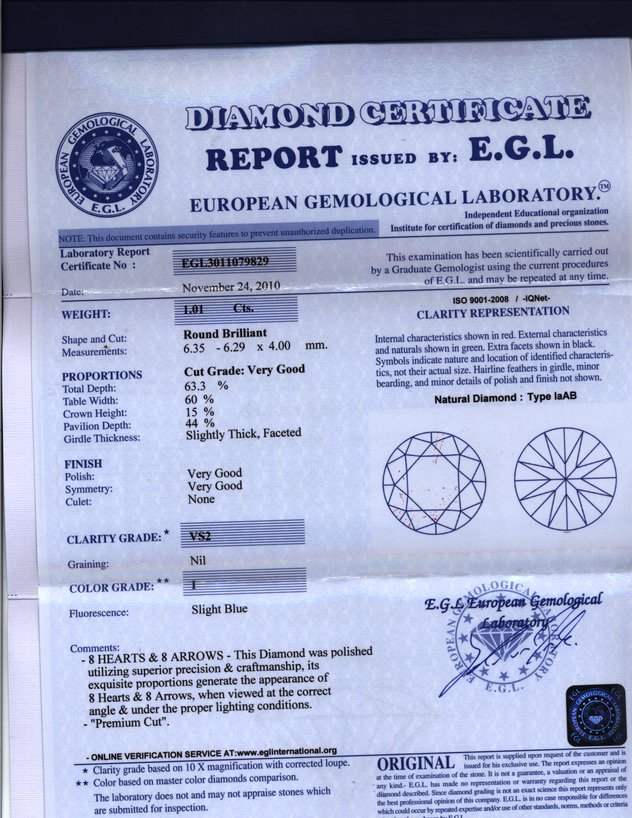 DIAMOND CERTIFICATE
REPORT ISSUED BY: E.G.L.
EUROPEAN GEMOLOGICAL LABORATORY.™
EUROPEAN GEMOLOGICAL LABORATORY
E.G.L.
Independent Educational organization
Institute for certification of diamonds and precious stones.
NOTE: This document contains security features to prevent unauthorized duplication.
Laboratory Report
Certificate No : EGL3011079829
Date: November 24, 2010
WEIGHT: 1.01 Cts.
Shape and Cut: Round Brilliant
Measurements: 6.35 - 6.29 x 4.00 mm.
PROPORTIONS Cut Grade: Very Good
Total Depth: 63.3 %
Table Width: 60 %
Crown Height: 15 %
Pavilion Depth: 44 %
Girdle Thickness: Slightly Thick, Faceted
FINISH
Polish: Very Good
Symmetry: Very Good
Culet: None
CLARITY GRADE: * VS2
Graining: Nil
COLOR GRADE: ** I
Fluorescence: Slight Blue
Comments:
- 8 HEARTS & 8 ARROWS - This Diamond was polished
utilizing superior precision & craftmanship, its
exquisite proportions generate the appearance of
8 Hearts & 8 Arrows, when viewed at the correct
angle & under the proper lighting conditions.
- "Premium Cut".
- ONLINE VERIFICATION SERVICE AT:www.eglinternational.org
* Clarity grade based on 10 X magnification with corrected loupe.
** Color based on master color diamonds comparison.
The laboratory does not and may not appraise stones which
are submitted for inspection.
This examination has been scientifically carried out
by a Graduate Gemologist using the current procedures
of E.G.L. and may be repeated at any time.
ISO 9001-2008 / -IQNet-
CLARITY REPRESENTATION
Internal characteristics shown in red. External characteristics
and naturals shown in green. Extra facets shown in black.
Symbols indicate nature and location of identified characteris-
tics, not their actual size. Hairline feathers in girdle, minor
bearding, and minor details of polish and finish not shown.
Natural Diamond : Type IaAB
E.G.L European Gemological
Laboratory
EUROPEAN GEMOLOGICAL
E.G.L.
ORIGINAL This report is supplied upon request of the customer and is
issued for his exclusive use. The report expresses an opinion
at the time of examination of the stone. It is not a guarantee, a valuation or an appraisal of
any kind.- E.G.L. has made no representation or warranty regarding this report or the
diamond described. Since diamond grading is not an exact science this report represents only
the best professional opinion of this company. E.G.L. is in no case responsible for differences
which could occur by repeated expertise and/or use of other standards, norms, methods or criteria